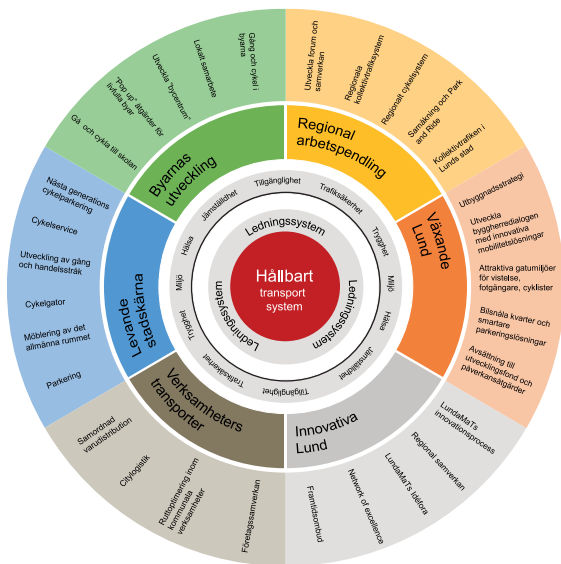 Hållbart
transport
system
Ledningssystem
Ledningssystem
Ledningssystem
Tillgänglighet
Trafiksäkerhet
Trygghet
Miljö
Hälsa
Jämställdhet
Tillgänglighet
Trafiksäkerhet
Trygghet
Miljö
Hälsa
Jämställdhet
Regional
arbetspendling
Utveckla forum och
samverkan
Regionala
kollektivtrafiksystem
Regionalt cykelsystem
Samåkning och Park
and Ride
Kollektivtrafiken i
Lunds stad
Växande
Lund
Utbyggnadsstrategi
Utveckla
byggherredialogen
med innovativa
mobilitetslösningar
Attraktiva gatumiljöer
för vistelse,
fotgängare, cyklister
Bilsnåla kvarter och
smartare
parkeringslösningar
Avsättning till
utvecklingsfond och
påverkansåtgärder
Innovativa
Lund
LundaMaTs
innovationsprocess
Regional samverkan
LundaMaTs Idéfora
Network of excellence
Framtidsombud
Verksamheters
transporter
Företagssamverkan
Ruttoptimering inom
kommunala
verksamheter
Citylogistik
Samordnad
varudistribution
Levande
stadskärna
Parkering
Möblering av det
allmänna rummet
Cykelgator
Utveckling av gång
och handelsstråk
Cykelservice
Nästa generations
cykelparkering
Byarnas
utveckling
Gå och cykla till skolan
"Pop up" åtgärder för
livfulla byar
Utveckla "bycentrum"
Lokalt samarbete
Gång och cykel i
byarna